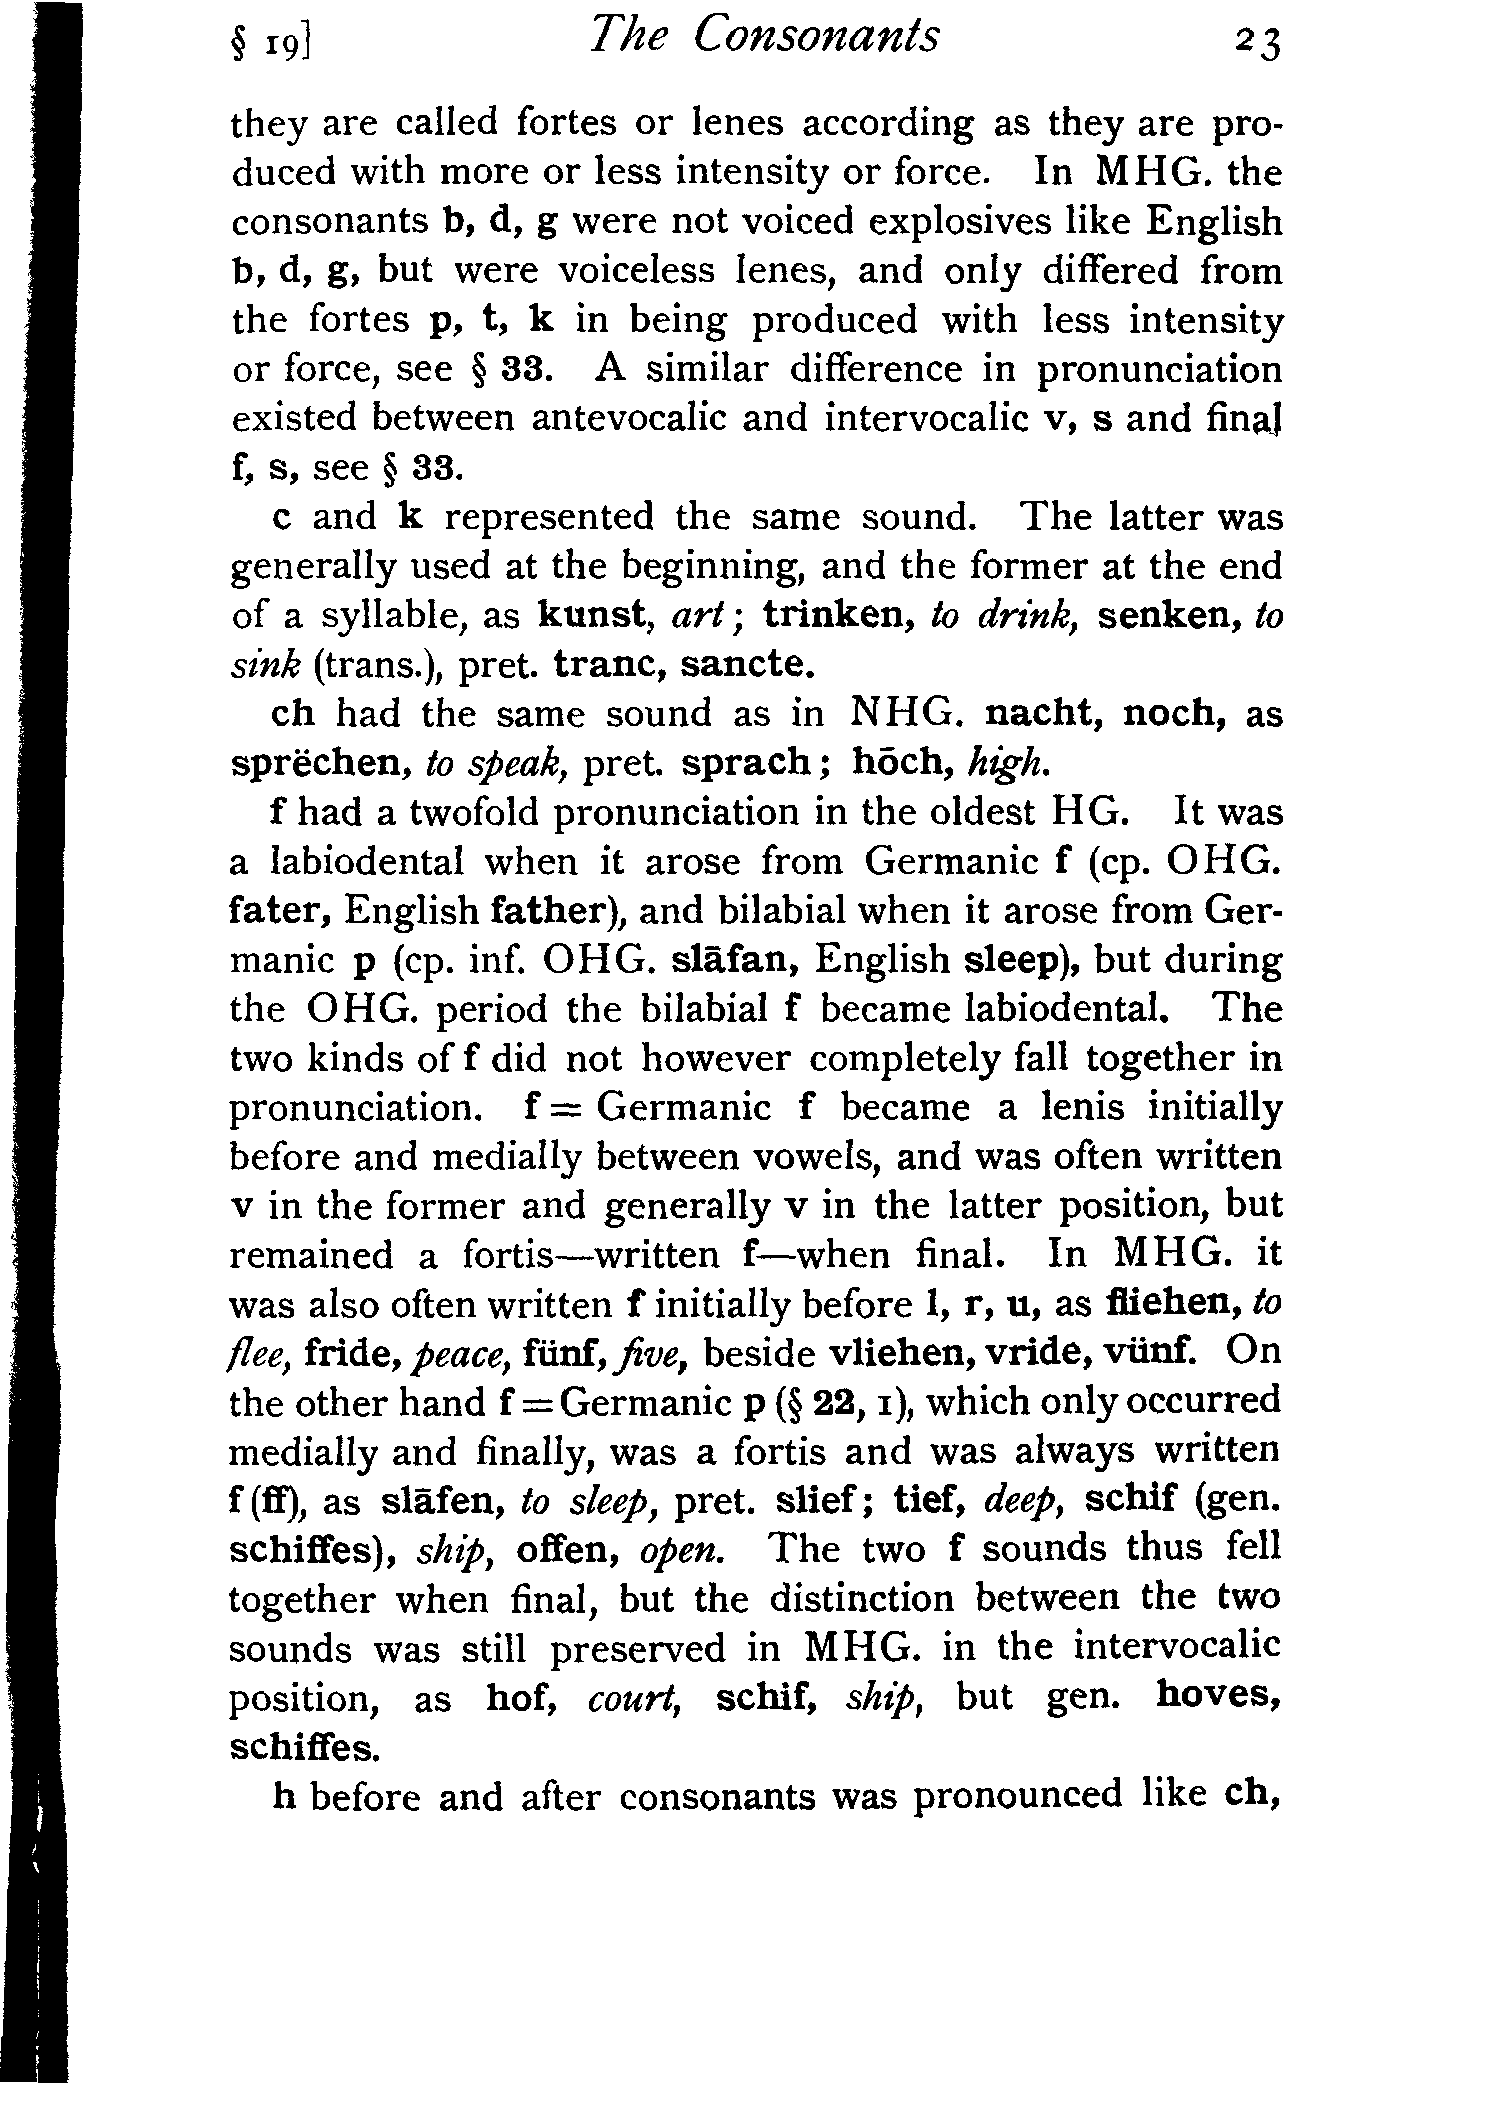 § 19] The Consonants 23
they are called fortes or lenes according as they are pro-
duced with more or less intensity or force. In MHG. the
consonants b, d, g were not voiced explosives like English
b, d, g, but were voiceless lenes, and only differed from
the fortes p, t, k in being produced with less intensity
or force, see § 33. A similar difference in pronunciation
existed between antevocalic and intervocalic v, s and final
f, s, see § 33.
c and k represented the same sound. The latter was
generally used at the beginning, and the former at the end
of a syllable, as kunst, art; trinken, to drink, senken, to
sink (trans.), pret. tranc, sancte.
ch had the same sound as in NHG. nacht, noch, as
sprëchen, to speak, pret. sprach; hōch, high.
f had a twofold pronunciation in the oldest HG. It was
a labiodental when it arose from Germanic f (cp. OHG.
fater, English father), and bilabial when it arose from Ger-
manic p (cp. inf. OHG. slāfan, English sleep), but during
the OHG. period the bilabial f became labiodental. The
two kinds of f did not however completely fall together in
pronunciation. f = Germanic f became a lenis initially
before and medially between vowels, and was often written
v in the former and generally v in the latter position, but
remained a fortis—written f—when final. In MHG. it
was also often written f initially before l, r, u, as fliehen, to
flee, fride, peace, fünf, five, beside vliehen, vride, vünf. On
the other hand f = Germanic p (§ 22, 1), which only occurred
medially and finally, was a fortis and was always written
f (ff), as slāfen, to sleep, pret. slief; tief, deep, schif (gen.
schiffes), ship, offen, open. The two f sounds thus fell
together when final, but the distinction between the two
sounds was still preserved in MHG. in the intervocalic
position, as hof, court, schif, ship, but gen. hoves,
schiffes.
h before and after consonants was pronounced like ch,